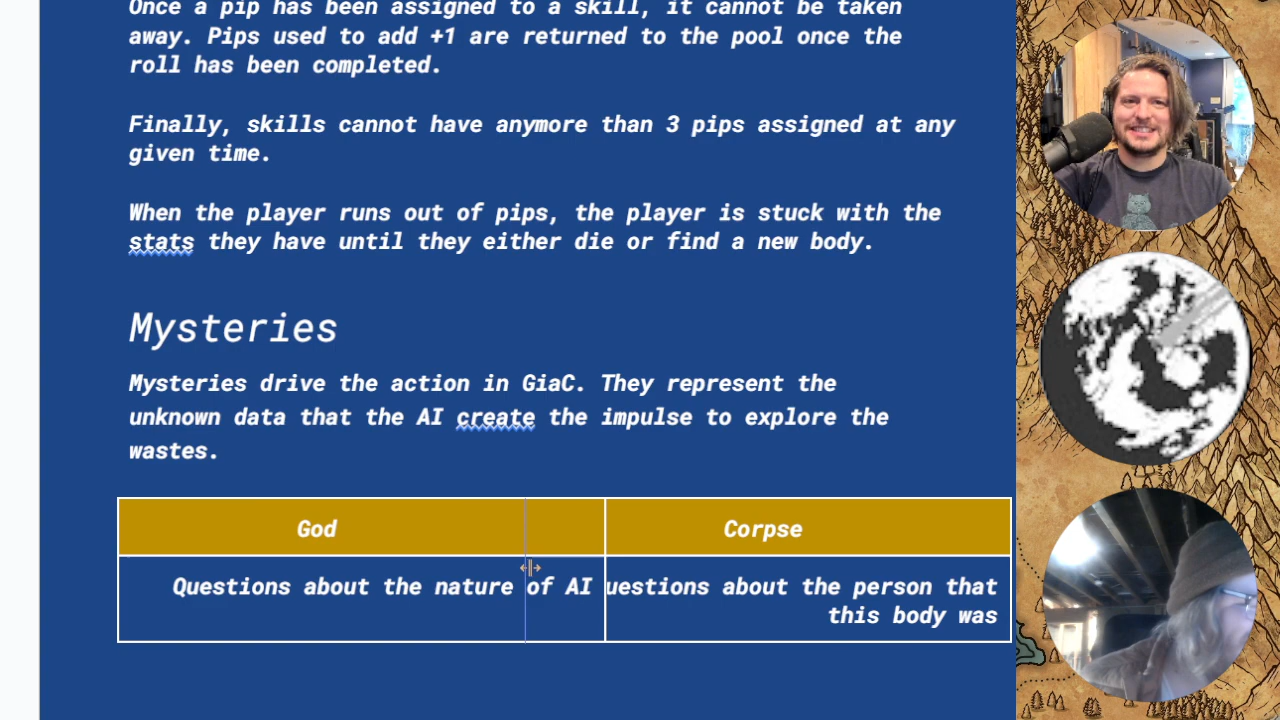 Once a pip has been assigned to a skill, it cannot be taken
away. Pips used to add +1 are returned to the pool once the
roll has been completed.
Finally, skills cannot have anymore than 3 pips assigned at any
given time.
When the player runs out of pips, the player is stuck with the
stats they have until they either die or find a new body.
Mysteries
Mysteries drive the action in GiaC. They represent the
unknown data that the AI create the impulse to explore the
wastes.
God
Corpse
Questions about the nature of AI
uestions about the person that
this body was